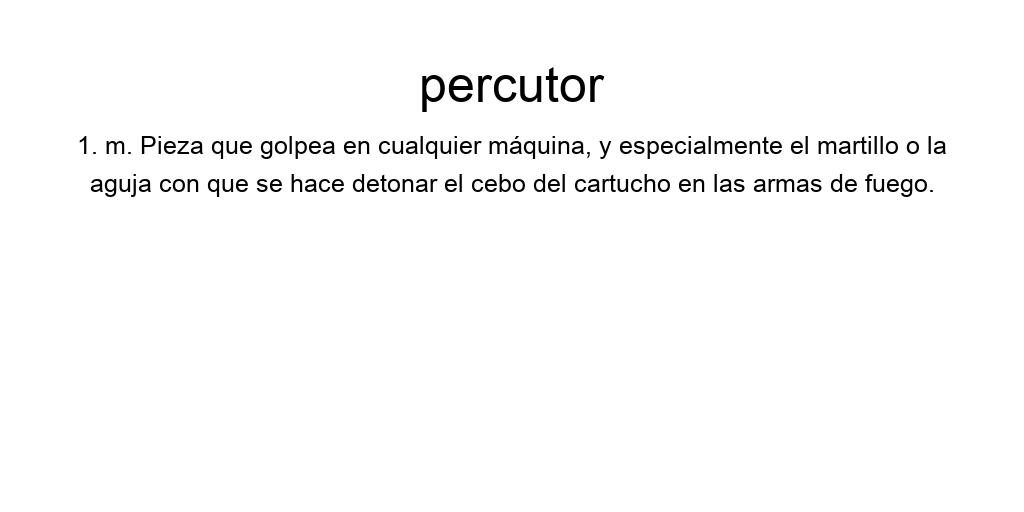 percutor
1. m. Pieza que golpea en cualquier máquina, y especialmente el martillo o la
aguja con que se hace detonar el cebo del cartucho en las armas de fuego.